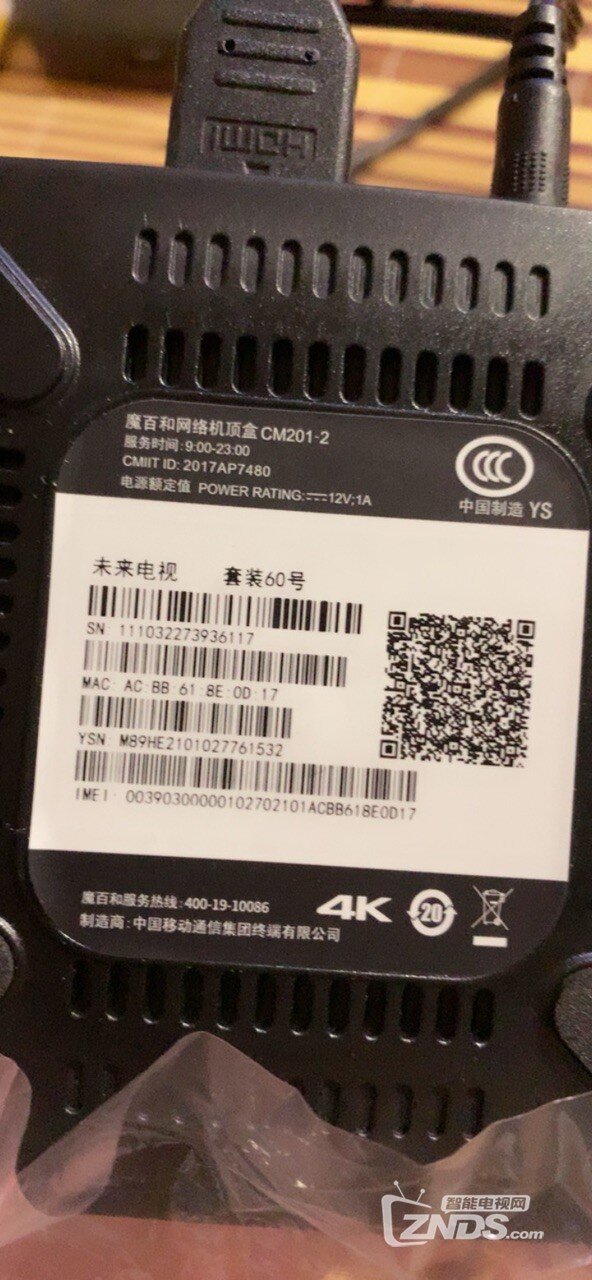 HDMI
魔百和网络机顶盒 CM201-2
服务时间:9:00-23:00
CMIIT ID: 2017AP7480
电源额定值 POWER RATING:⎓12V;1A
中国制造 YS
未来电视 套装60号
SN: 111032273936117
MAC: AC:BB:61:8E:0D:17
YSN: M89HE2101027761532
IMEI: 00390300000102702101ACBB618E0D17
魔百和服务热线:400-19-10086
制造商:中国移动通信集团终端有限公司
4K
20
智能电视网
ZNDS.com